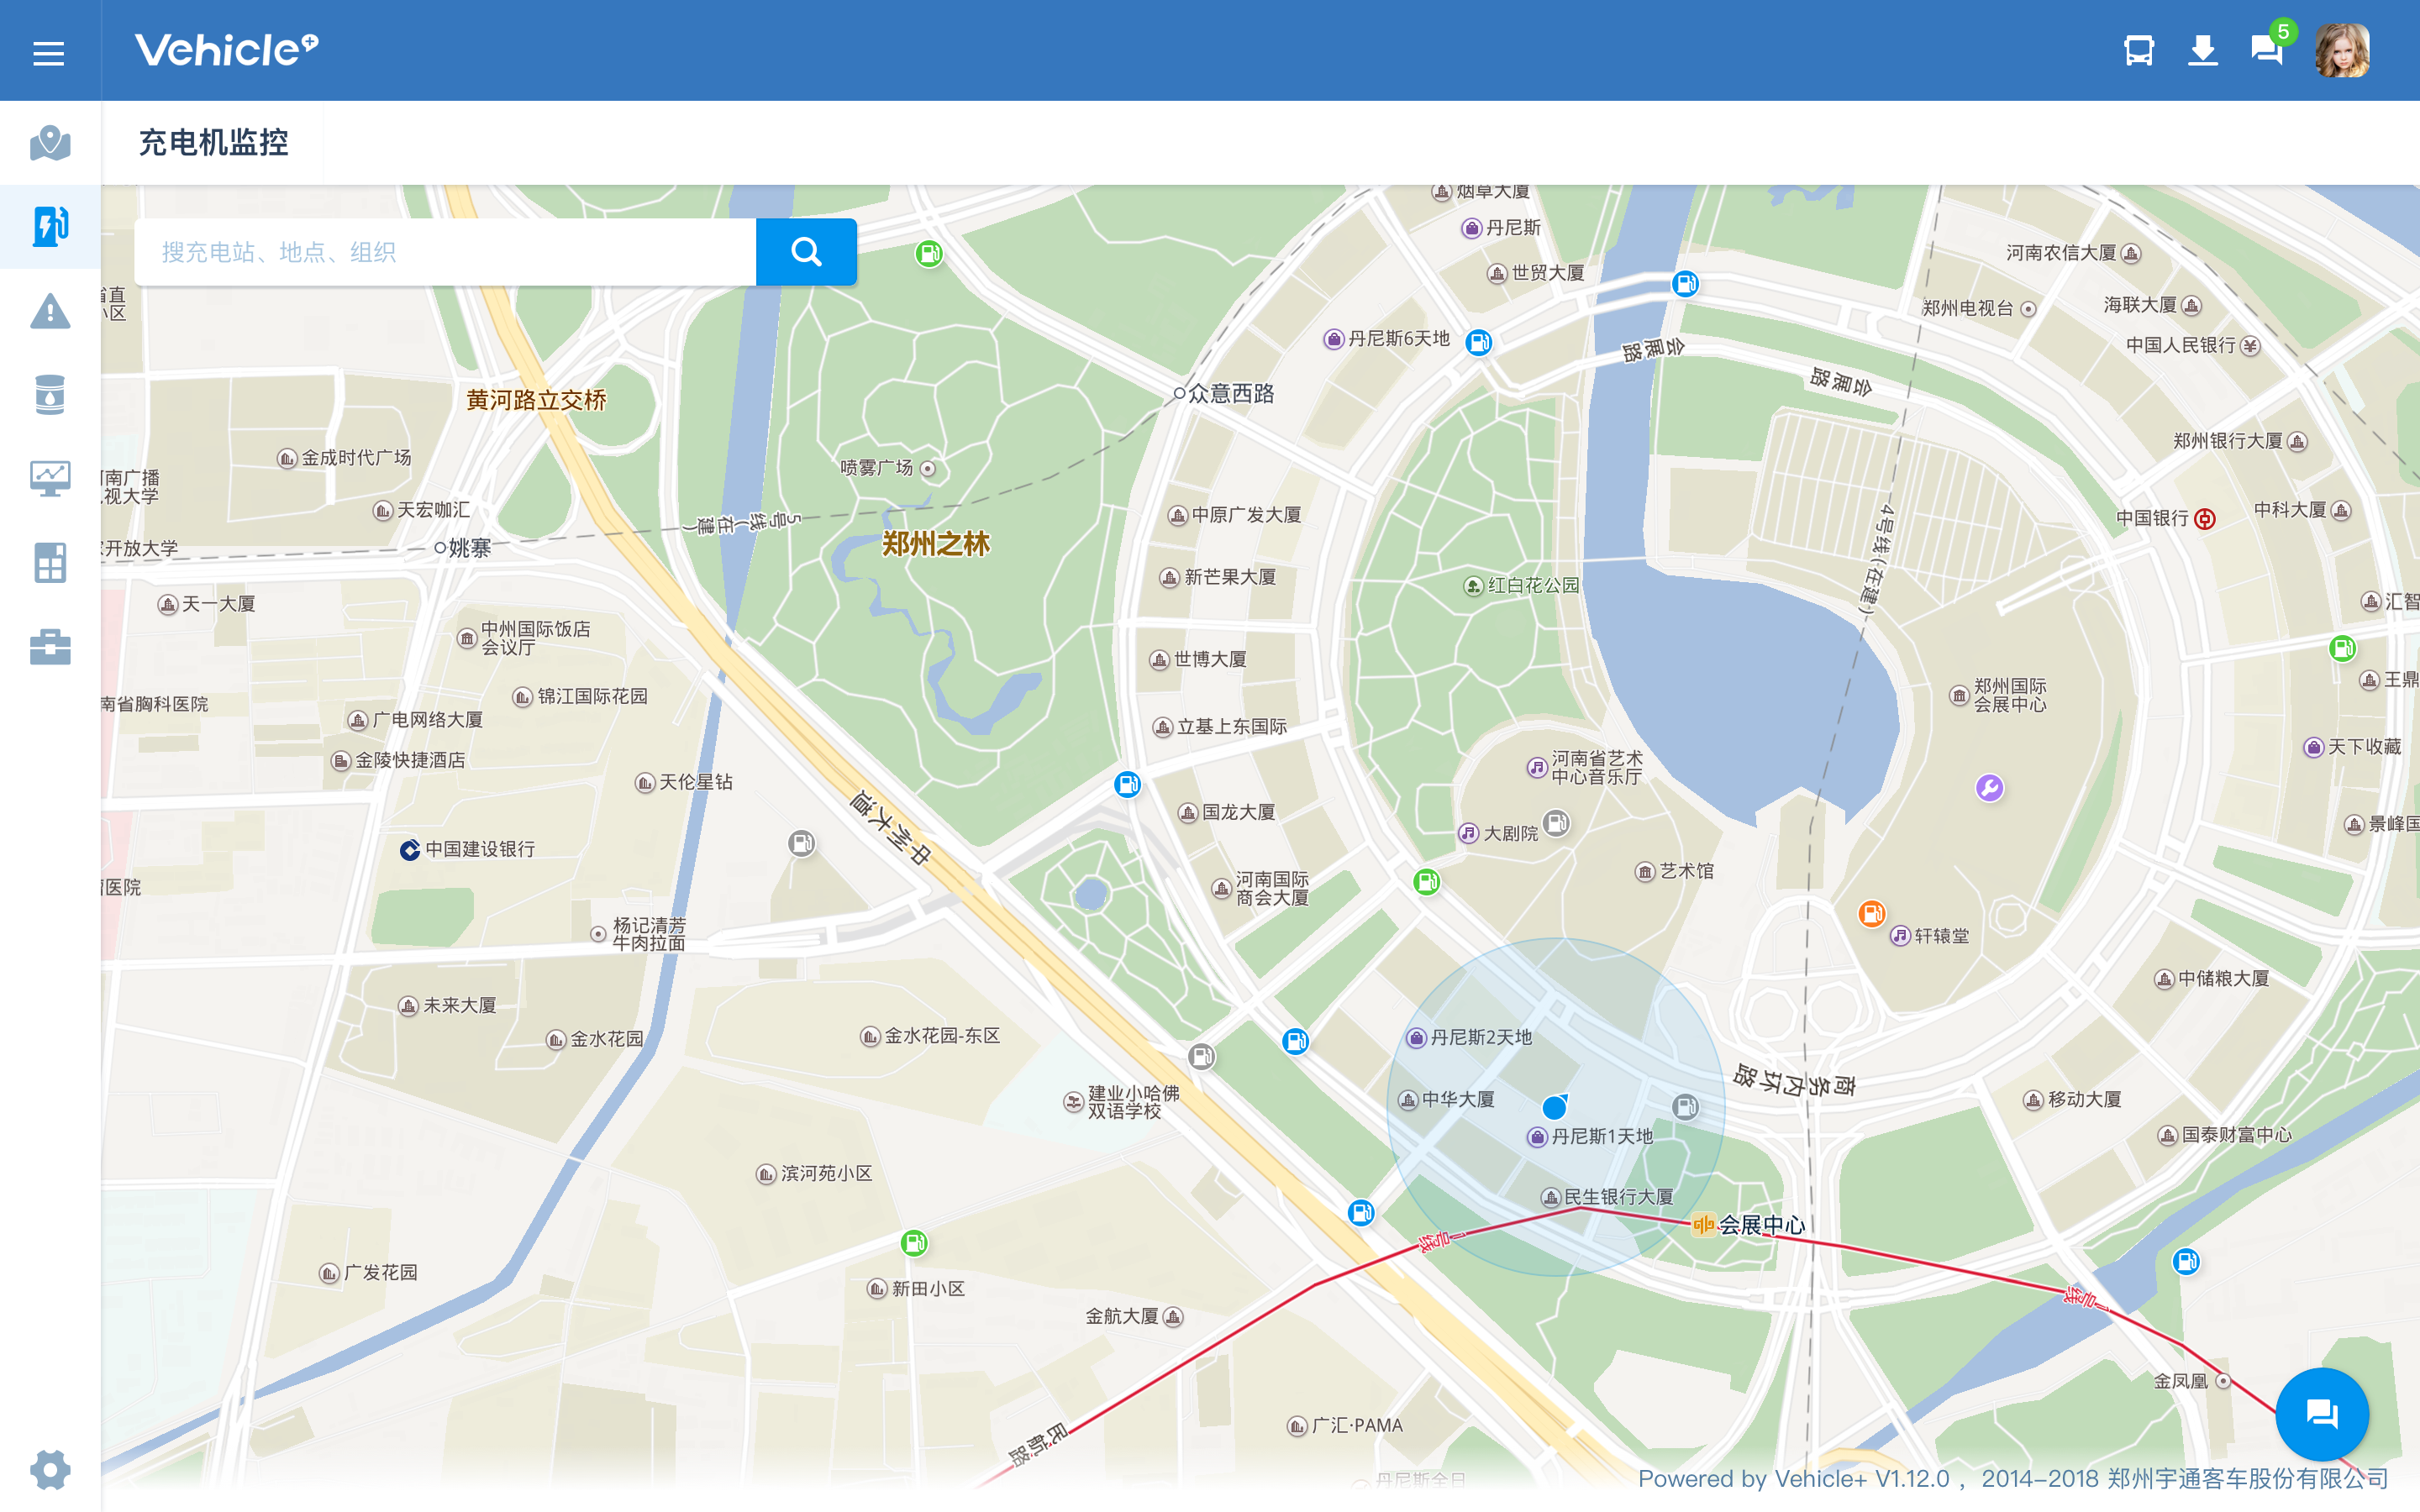 Vehicle+
5
充电机监控
搜充电站、地点、组织
烟草大厦
丹尼斯
世贸大厦
河南农信大厦
海联大厦
郑州电视台
中国人民银行
丹尼斯6天地
会展路
会展路
众意西路
黄河路立交桥
省直
小区
金成时代广场
喷雾广场
郑州银行大厦
河南广播
电视大学
天宏咖汇
中原广发大厦
5号线(在建)
4号线(在建)
中国银行
中科大厦
姚寨
开放大学
郑州之林
新芒果大厦
红白花公园
天一大厦
中州国际饭店
会议厅
汇智
世博大厦
王鼎
锦江国际花园
郑州国际
会展中心
南省胸科医院
广电网络大厦
立基上东国际
天下收藏
金陵快捷酒店
河南省艺术
中心音乐厅
天伦星钻
中州大道
国龙大厦
大剧院
景峰国
中国建设银行
艺术馆
医院
河南国际
商会大厦
杨记清芳
牛肉拉面
轩辕堂
未来大厦
中储粮大厦
金水花园
金水花园-东区
丹尼斯2天地
商务内环路
建业小哈佛
双语学校
中华大厦
移动大厦
丹尼斯1天地
国泰财富中心
滨河苑小区
民生银行大厦
会展中心
1号线
广发花园
新田小区
1号线
金航大厦
金凤凰
广汇·PAMA
民航路
丹尼斯全日
Powered by Vehicle+ V1.12.0 ，2014-2018 郑州宇通客车股份有限公司